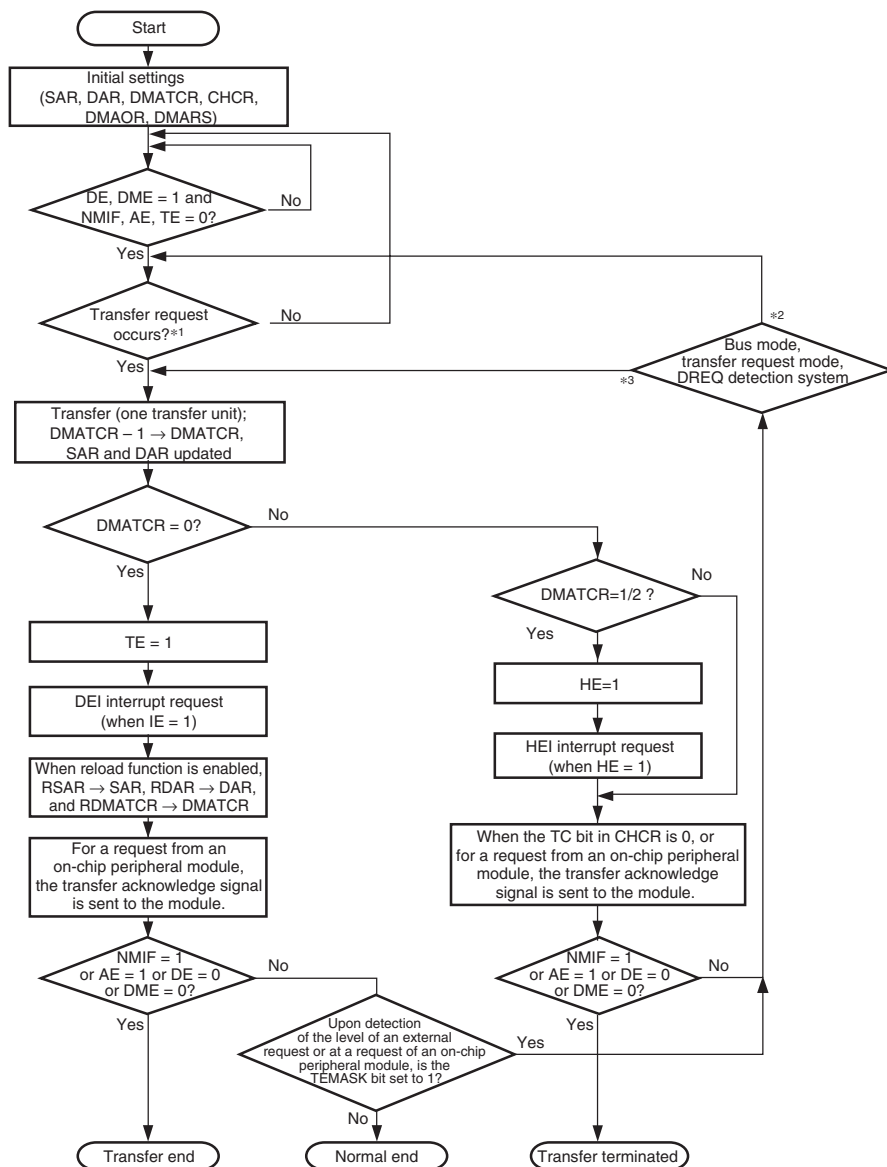 Start
Initial settings
(SAR, DAR, DMATCR, CHCR,
DMAOR, DMARS)
DE, DME = 1 and
NMIF, AE, TE = 0?
No
Yes
Transfer request
occurs?*1
No
Yes
*2
Bus mode,
transfer request mode,
DREQ detection system
*3
Transfer (one transfer unit);
DMATCR – 1 → DMATCR,
SAR and DAR updated
DMATCR = 0?
No
Yes
DMATCR=1/2 ?
No
Yes
TE = 1
HE=1
DEI interrupt request
(when IE = 1)
HEI interrupt request
(when HE = 1)
When reload function is enabled,
RSAR → SAR, RDAR → DAR,
and RDMATCR → DMATCR
For a request from an
on-chip peripheral module,
the transfer acknowledge signal
is sent to the module.
When the TC bit in CHCR is 0, or
for a request from an on-chip peripheral
module, the transfer acknowledge
signal is sent to the module.
NMIF = 1
or AE = 1 or DE = 0
or DME = 0?
No
Yes
NMIF = 1
or AE = 1 or DE = 0
or DME = 0?
No
Yes
Upon detection
of the level of an external
request or at a request of an on-chip
peripheral module, is the
TEMASK bit set to 1?
Yes
No
Transfer end
Normal end
Transfer terminated